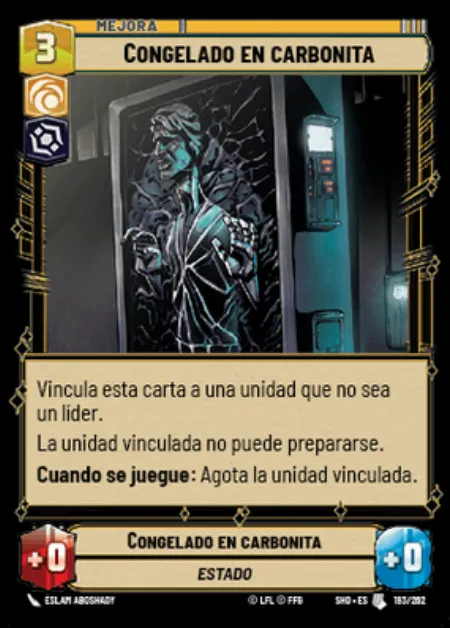 MEJORA
3
CONGELADO EN CARBONITA
Vincula esta carta a una unidad que no sea
un líder.
La unidad vinculada no puede prepararse.
Cuando se juegue: Agota la unidad vinculada.
+0
CONGELADO EN CARBONITA
+0
ESTADO
ESLAM ABOSHADY
© LFL © FFG
SHD • ES
193/262